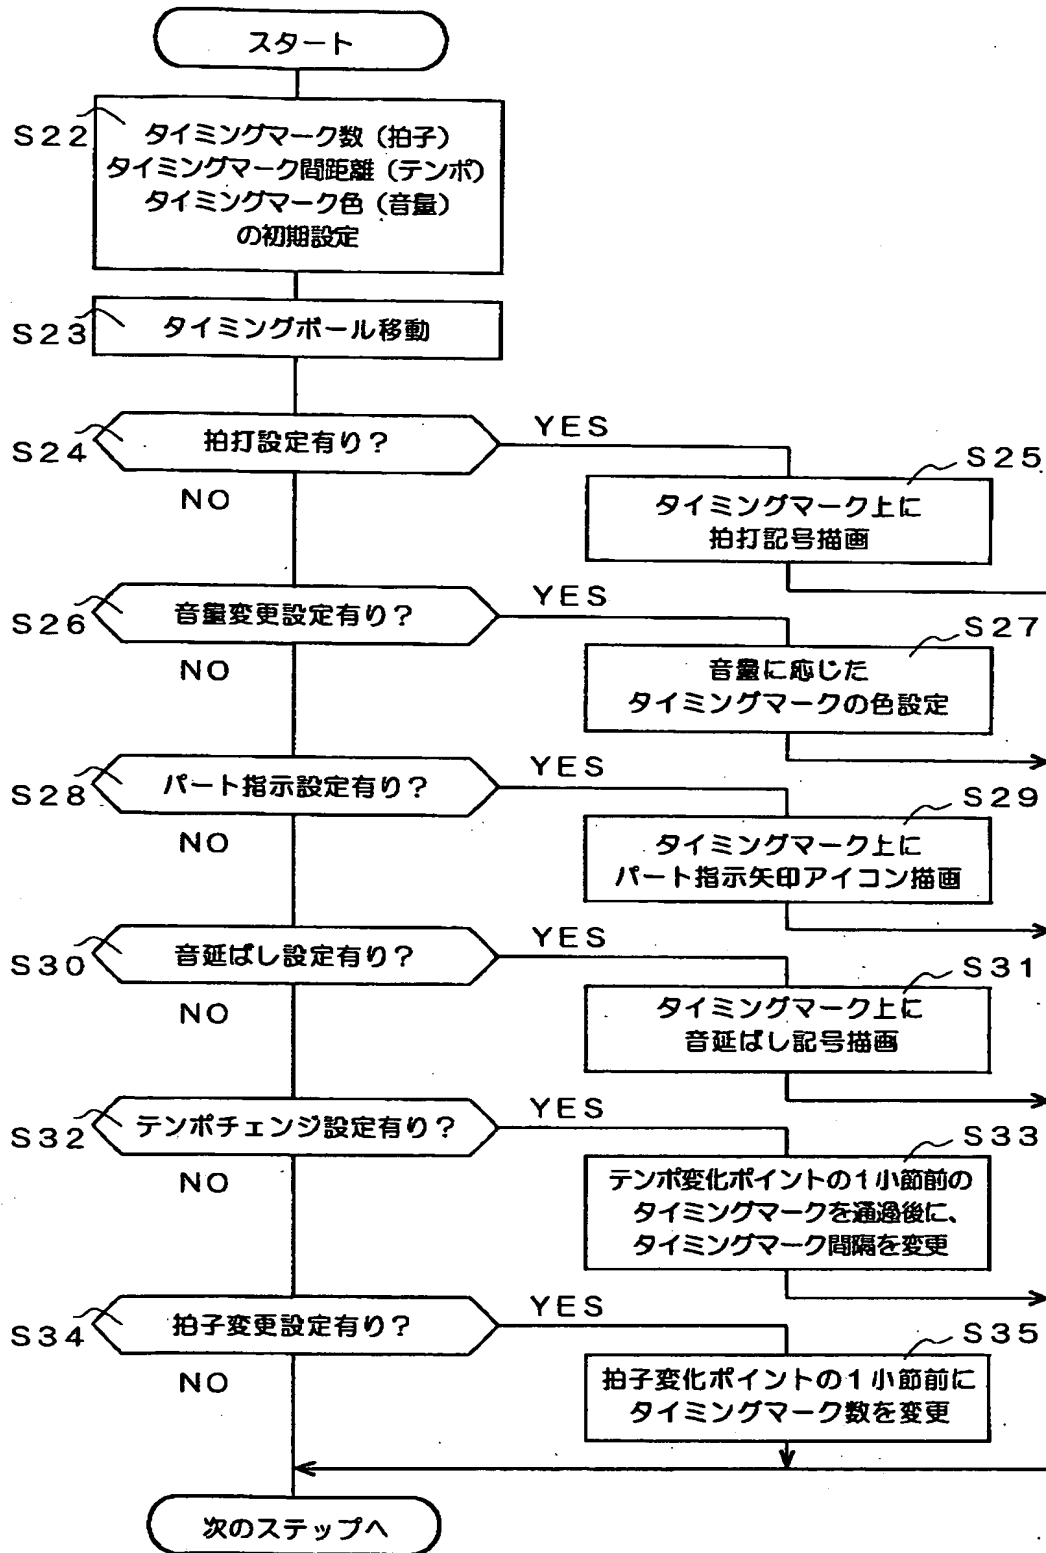 スタート
S22
タイミングマーク数(拍子)
タイミングマーク間距離(テンポ)
タイミングマーク色(音量)
の初期設定
S23
タイミングボール移動
S24
拍打設定有り?
YES
NO
S25
タイミングマーク上に
拍打記号描画
S26
音量変更設定有り?
YES
NO
S27
音量に応じた
タイミングマークの色設定
S28
パート指示設定有り?
YES
NO
S29
タイミングマーク上に
パート指示矢印アイコン描画
S30
音延ばし設定有り?
YES
NO
S31
タイミングマーク上に
音延ばし記号描画
S32
テンポチェンジ設定有り?
YES
NO
S33
テンポ変化ポイントの1小節前の
タイミングマークを通過後に、
タイミングマーク間隔を変更
S34
拍子変更設定有り?
YES
NO
S35
拍子変化ポイントの1小節前に
タイミングマーク数を変更
次のステップへ